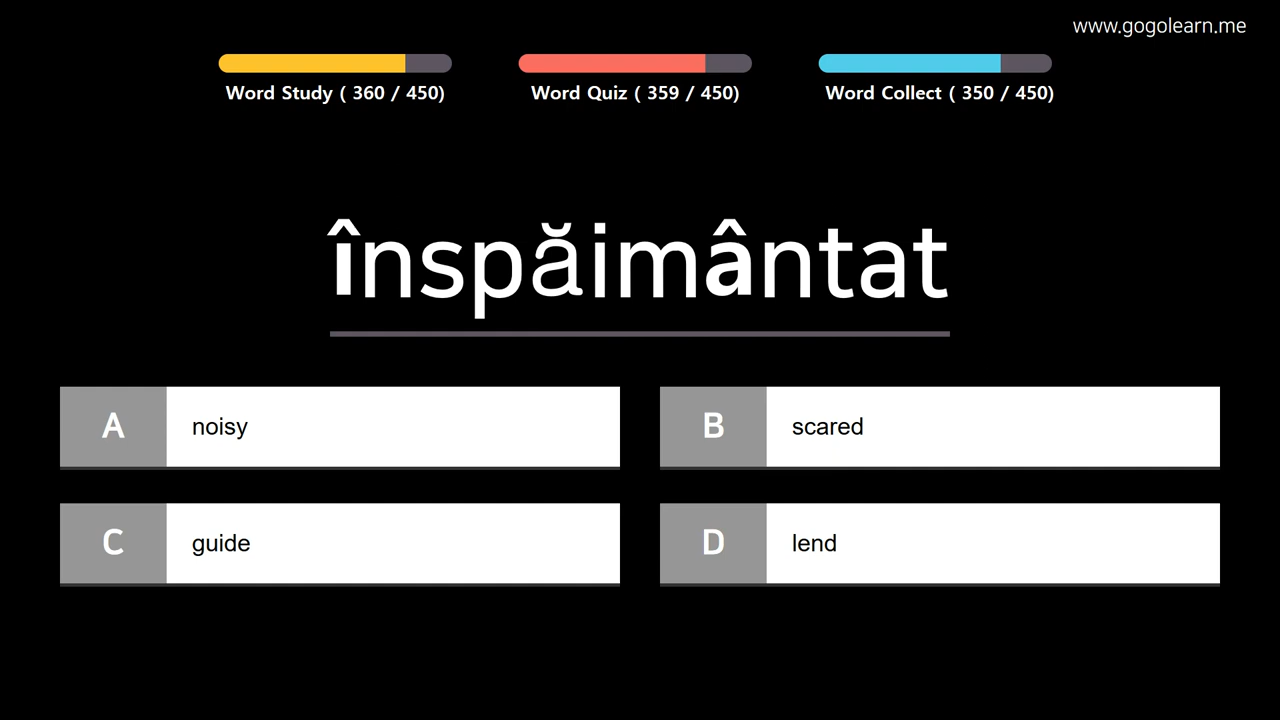 www.gogolearn.me
Word Study ( 360 / 450)
Word Quiz ( 359 / 450)
Word Collect ( 350 / 450)
înspăimântat
A noisy
B scared
C guide
D lend